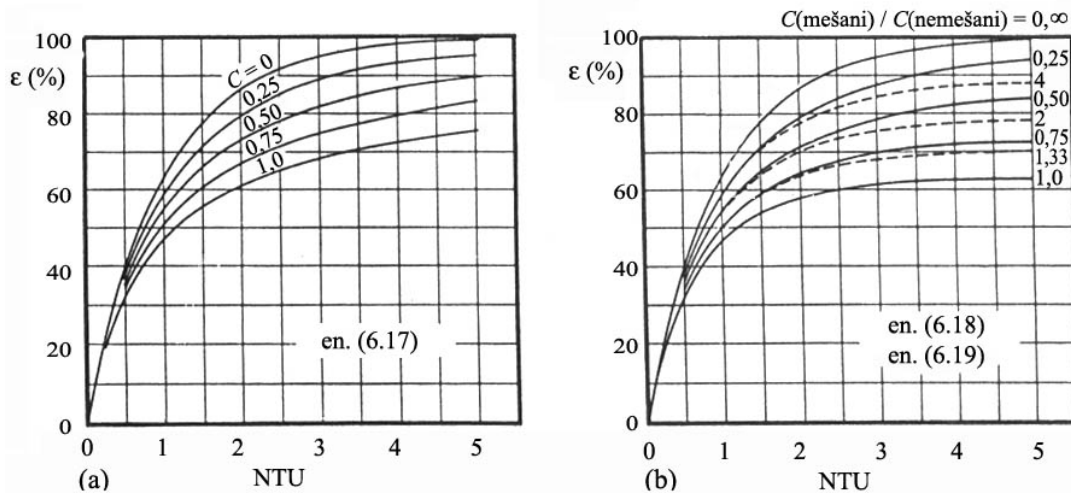 100
80
60
40
20
0
ε (%)
C = 0
0,25
0,50
0,75
1,0
en. (6.17)
0 1 2 3 4 5
(a) NTU
C(mešani) / C(nemešani) = 0,∞
100
80
60
40
20
0
ε (%)
0,25
4
0,50
2
0,75
1,33
1,0
en. (6.18)
en. (6.19)
0 1 2 3 4 5
(b) NTU